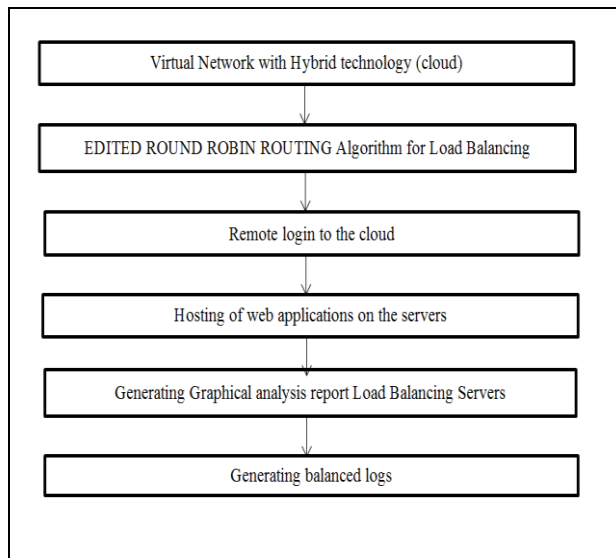 Virtual Network with Hybrid technology (cloud)
EDITED ROUND ROBIN ROUTING Algorithm for Load Balancing
Remote login to the cloud
Hosting of web applications on the servers
Generating Graphical analysis report Load Balancing Servers
Generating balanced logs